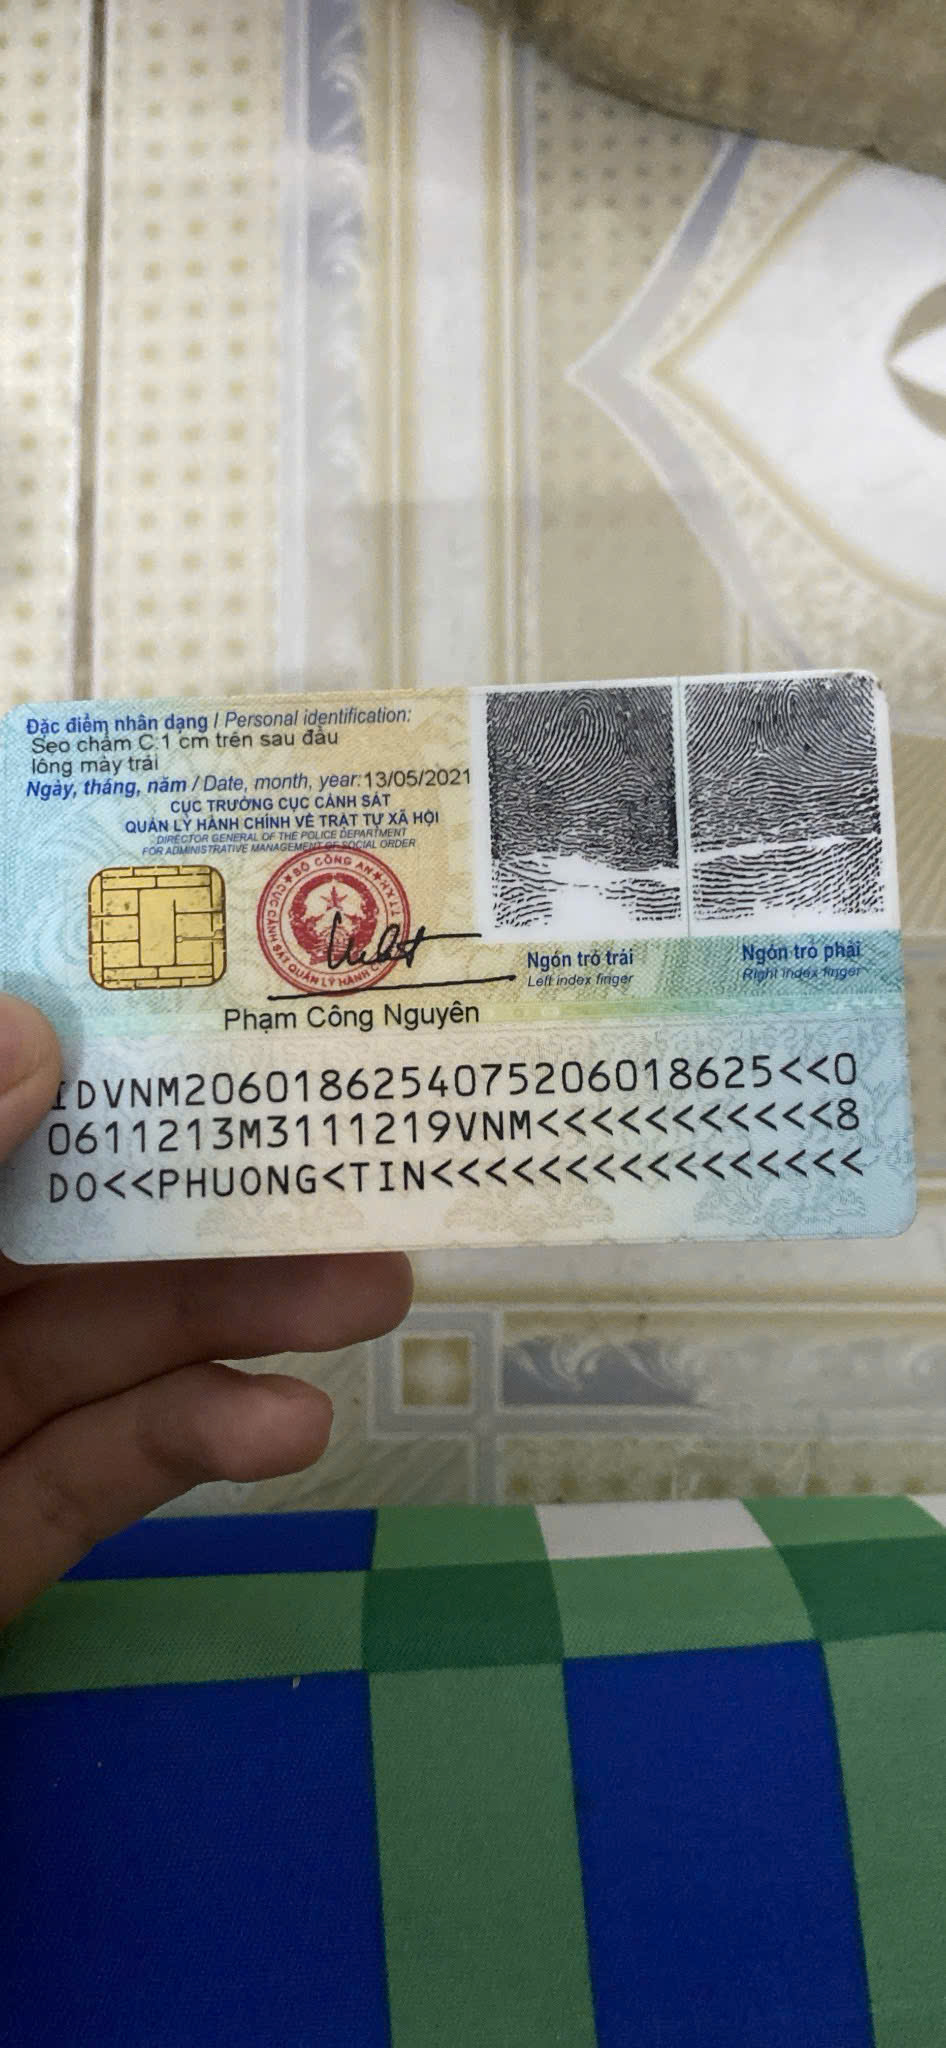 Đặc điểm nhân dạng / Personal identification:
Sẹo chấm C:1 cm trên sau đầu
lông mày trái
Ngày, tháng, năm / Date, month, year: 13/05/2021
CỤC TRƯỞNG CỤC CẢNH SÁT
QUẢN LÝ HÀNH CHÍNH VỀ TRẬT TỰ XÃ HỘI
DIRECTOR GENERAL OF THE POLICE DEPARTMENT
FOR ADMINISTRATIVE MANAGEMENT OF SOCIAL ORDER
BỘ CÔNG AN
CỤC CẢNH SÁT QUẢN LÝ HÀNH C
Ngón trỏ trái
Left index finger
Ngón trỏ phải
Right index finger
Phạm Công Nguyên
IDVNM2060186254075206018625<<0
0611213M3111219VNM<<<<<<<<<<<8
DO<<PHUONG<TIN<<<<<<<<<<<<<<<<